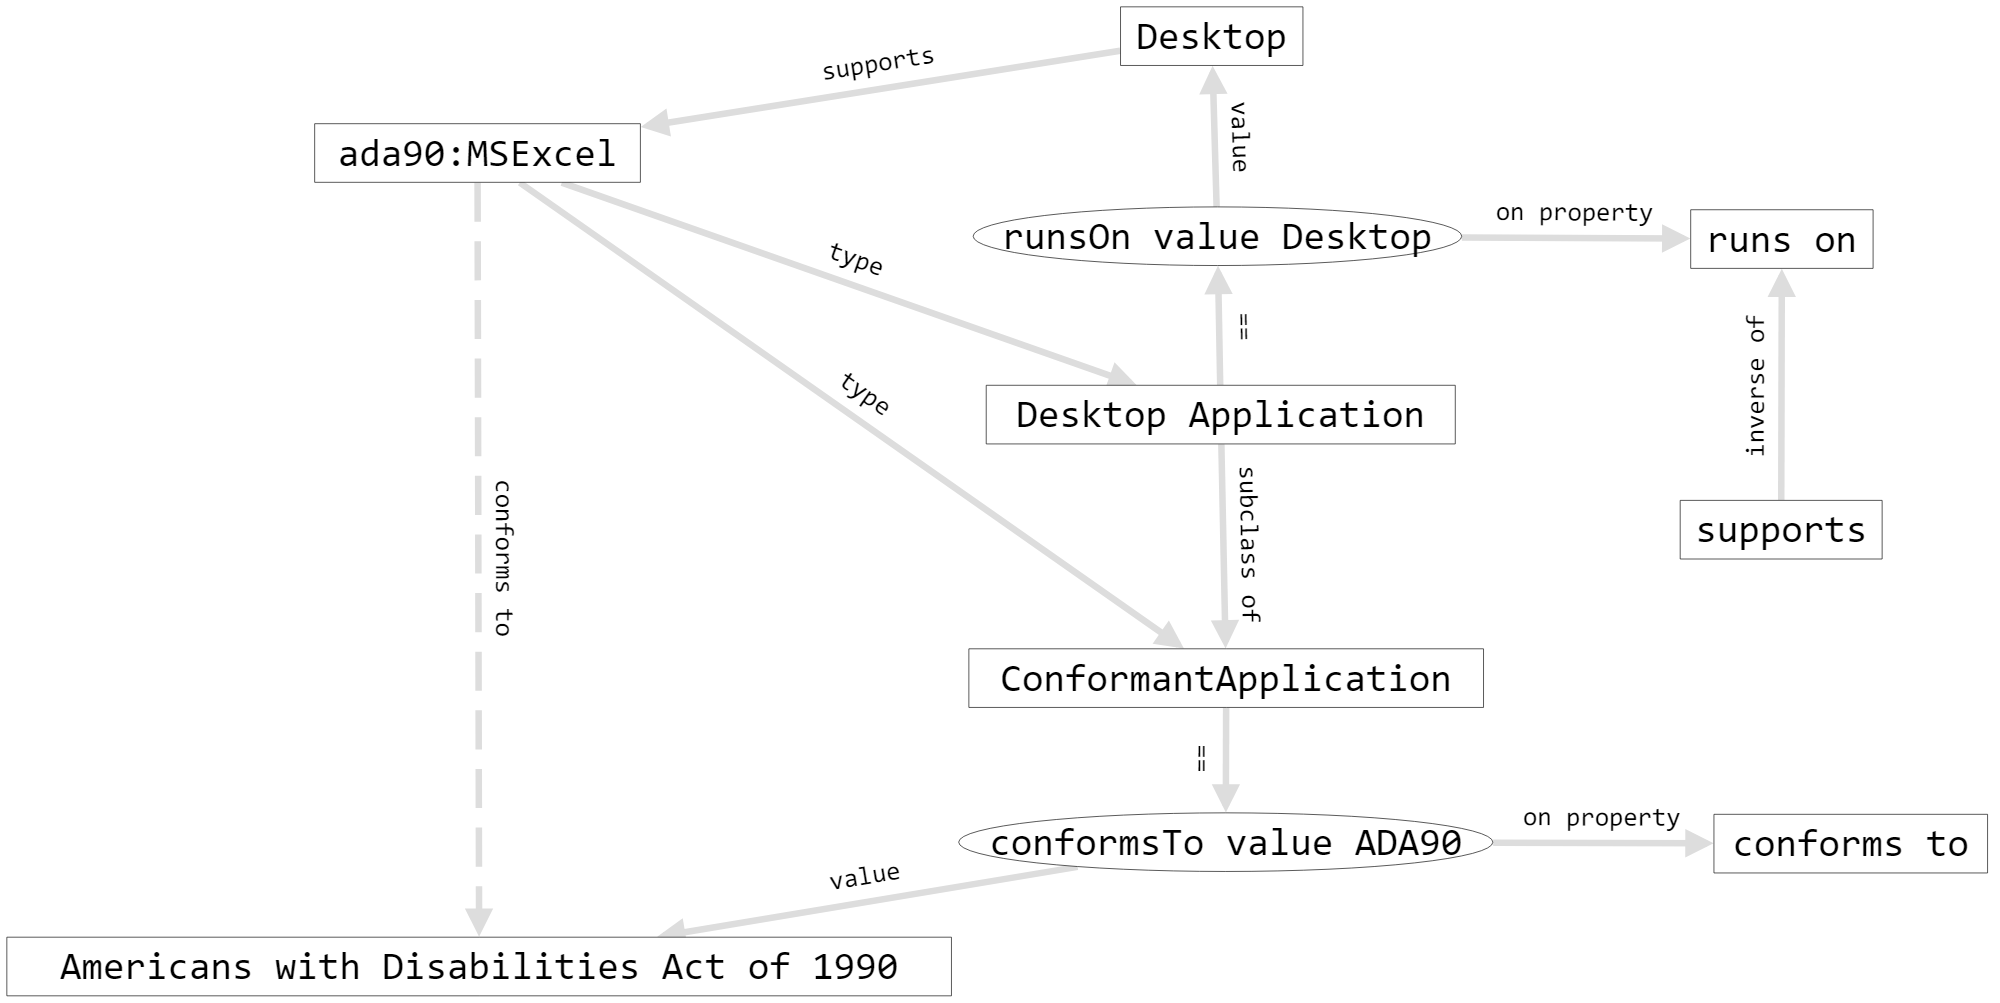 Desktop
supports
value
ada90:MSExcel
runsOn value Desktop
on property
runs on
type
==
inverse of
type
Desktop Application
subclass of
conforms to
supports
ConformantApplication
==
conformsTo value ADA90
on property
conforms to
value
Americans with Disabilities Act of 1990